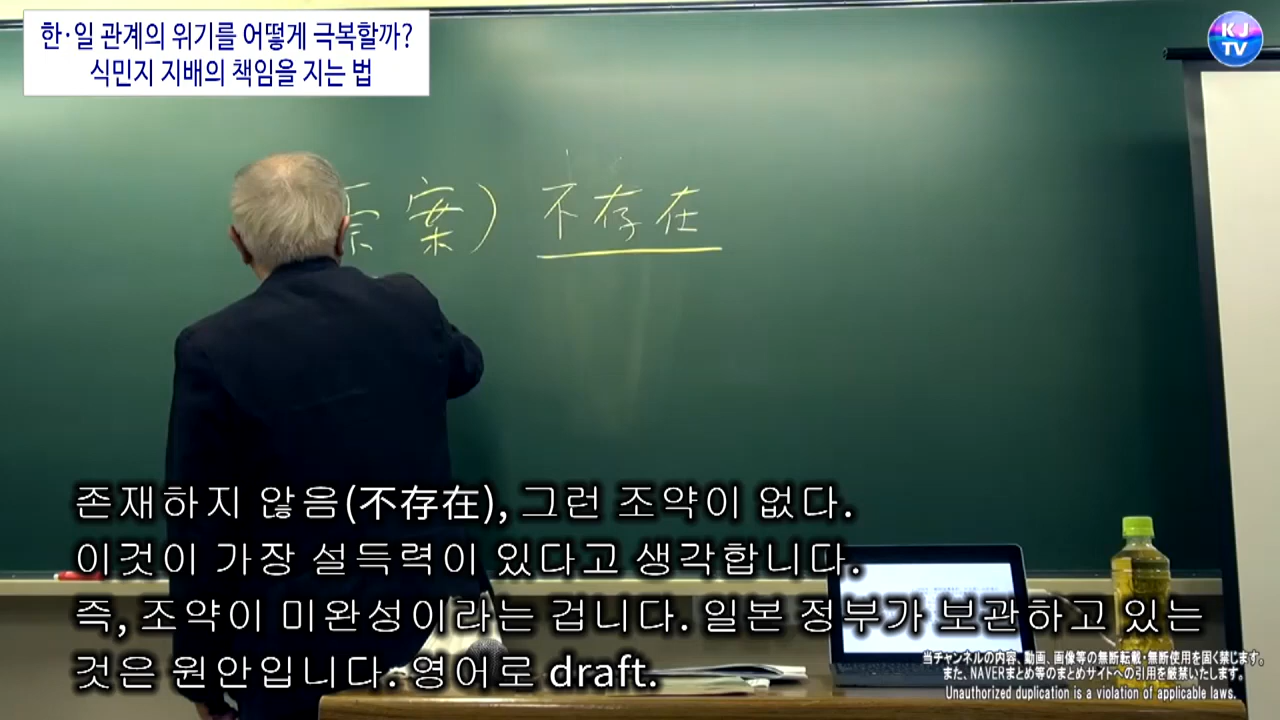 한·일 관계의 위기를 어떻게 극복할까?
식민지 지배의 책임을 지는 법
KJ
TV
案) 不存在
존재하지 않음(不存在), 그런 조약이 없다.
이것이 가장 설득력이 있다고 생각합니다.
즉, 조약이 미완성이라는 겁니다. 일본 정부가 보관하고 있는
것은 원안입니다. 영어로 draft.
当チャンネルの内容、動画、画像等の無断転載・無断使用を固く禁じます。
また、NAVERまとめ等のまとめサイトへの引用を厳禁いたします。
Unauthorized duplication is a violation of applicable laws.